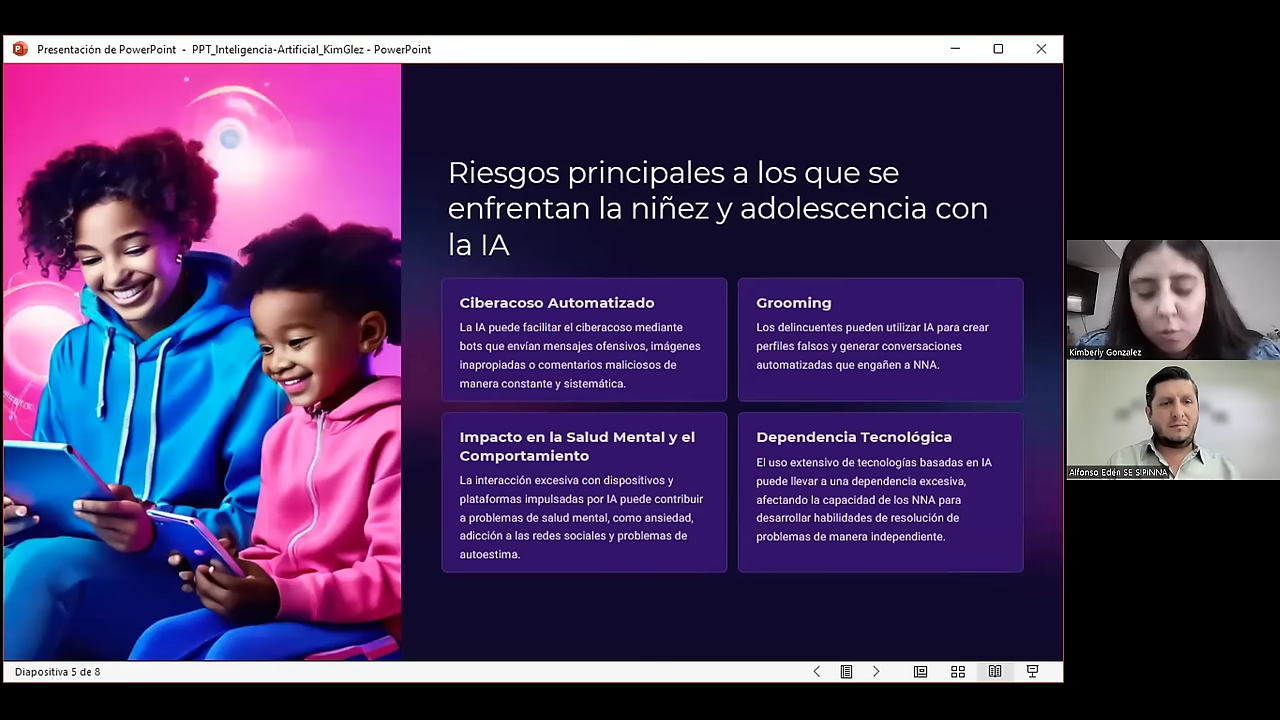 Presentación de PowerPoint - PPT_Inteligencia-Artificial_KimGlez - PowerPoint
Riesgos principales a los que se
enfrentan la niñez y adolescencia con
la IA
Ciberacoso Automatizado
La IA puede facilitar el ciberacoso mediante
bots que envían mensajes ofensivos, imágenes
inapropiadas o comentarios maliciosos de
manera constante y sistemática.
Grooming
Los delincuentes pueden utilizar IA para crear
perfiles falsos y generar conversaciones
automatizadas que engañen a NNA.
Impacto en la Salud Mental y el
Comportamiento
La interacción excesiva con dispositivos y
plataformas impulsadas por IA puede contribuir
a problemas de salud mental, como ansiedad,
adicción a las redes sociales y problemas de
autoestima.
Dependencia Tecnológica
El uso extensivo de tecnologías basadas en IA
puede llevar a una dependencia excesiva,
afectando la capacidad de los NNA para
desarrollar habilidades de resolución de
problemas de manera independiente.
Kimberly Gonzalez
Alfonso Edén SE SIPINNA
Diapositiva 5 de 8